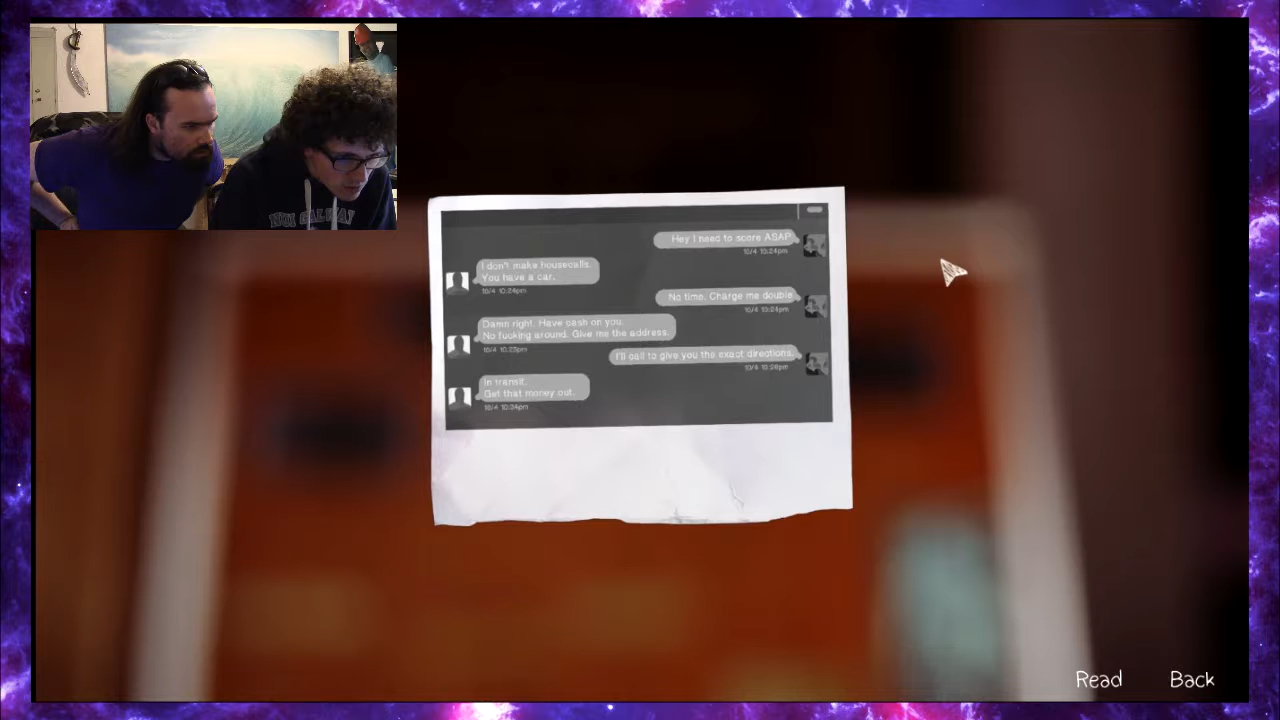 Hey I need to score ASAP
10/4 10:24pm
I don't make housecalls.
You have a car.
10/4 10:24pm
No time. Charge me double
10/4 10:24pm
Damn right. Have cash on you.
No fucking around. Give me the address.
10/4 10:25pm
I'll call to give you the exact directions.
10/4 10:28pm
In transit.
Get that money out.
10/4 10:34pm
Read
Back